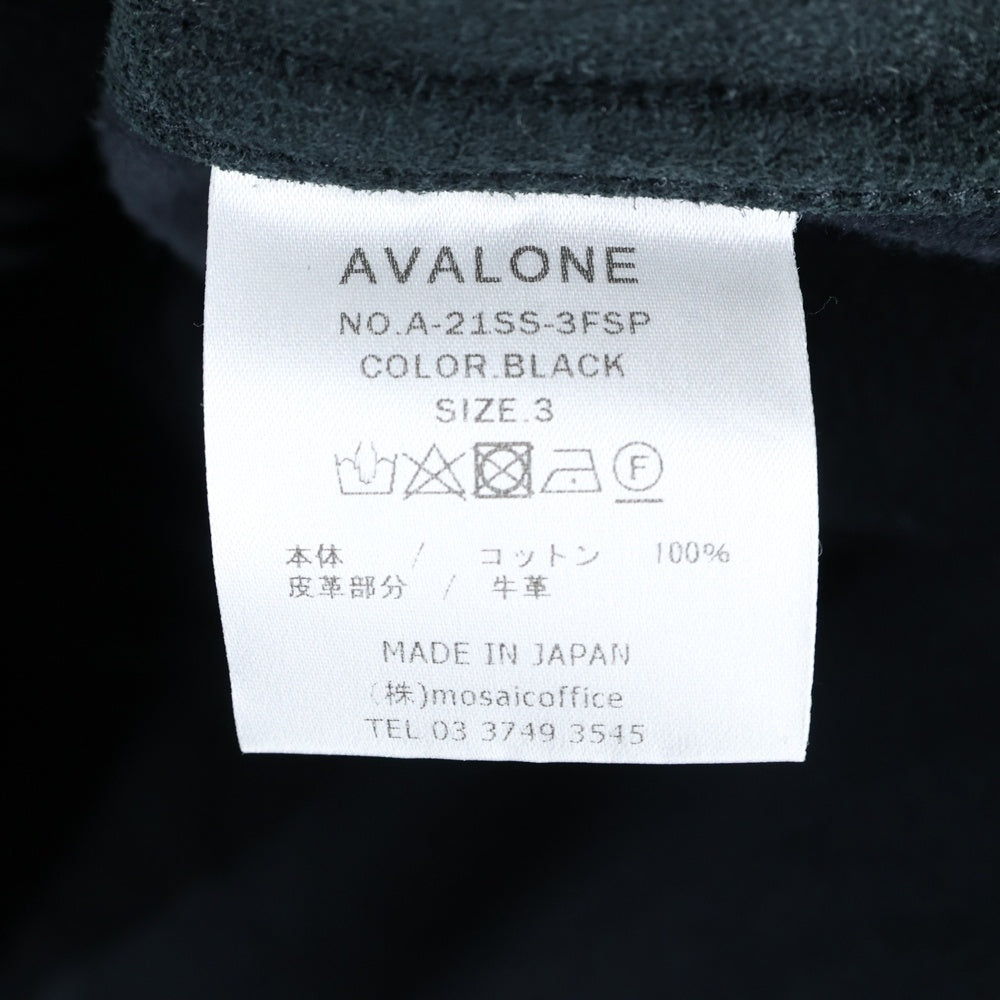 AVALONE
NO.A-21SS-3FSP
COLOR.BLACK
SIZE.3
F
本体 / コットン 100%
皮革部分 / 牛革
MADE IN JAPAN
(株)mosaicoffice
TEL 03 3749 3545